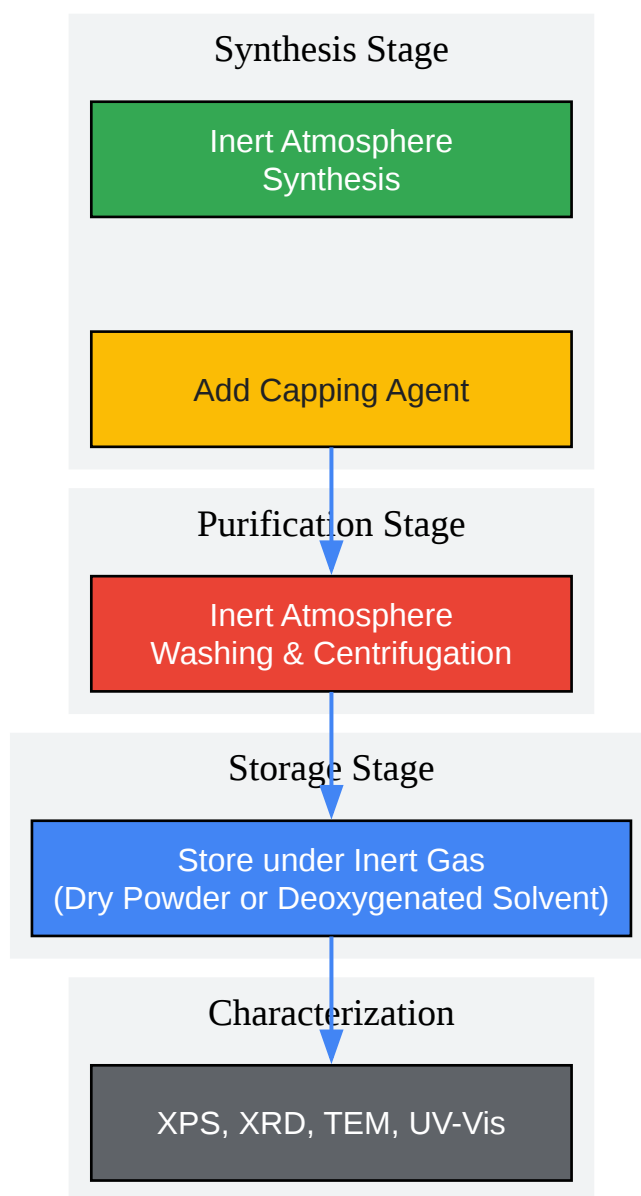 Synthesis Stage
Inert Atmosphere
Synthesis
Add Capping Agent
Purification Stage
Inert Atmosphere
Washing & Centrifugation
Storage Stage
Store under Inert Gas
(Dry Powder or Deoxygenated Solvent)
Characterization
XPS, XRD, TEM, UV-Vis